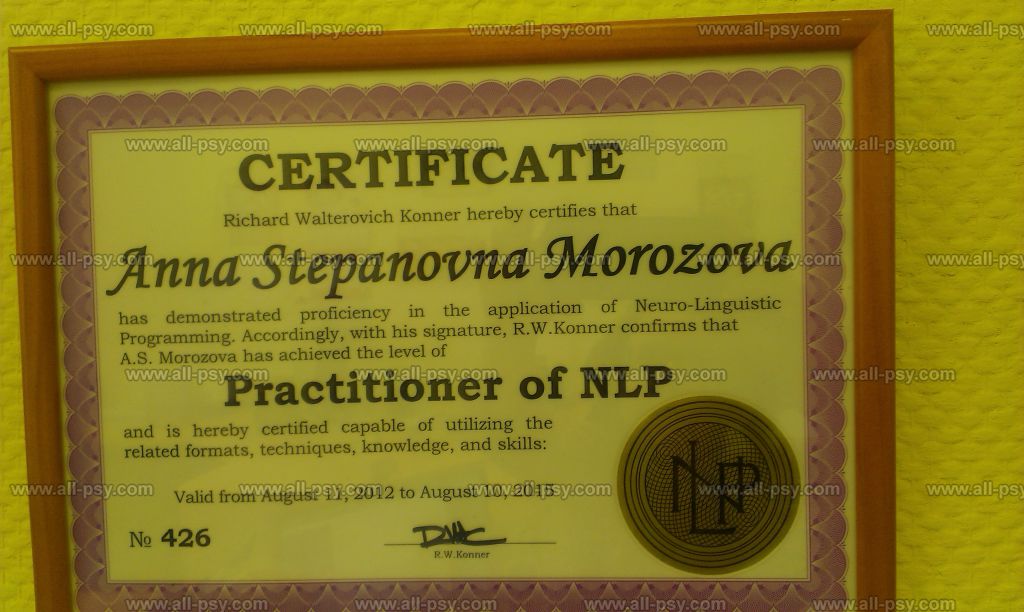 CERTIFICATE
Richard Walterovich Konner hereby certifies that
Anna Stepanovna Morozova
has demonstrated proficiency in the application of Neuro-Linguistic
Programming. Accordingly, with his signature, R.W.Konner confirms that
A.S. Morozova has achieved the level of
Practitioner of NLP
and is hereby certified capable of utilizing the
related formats, techniques, knowledge, and skills:
Valid from August 11, 2012 to August 10, 2015
№ 426
R.W.Konner
NLP
www.all-psy.com